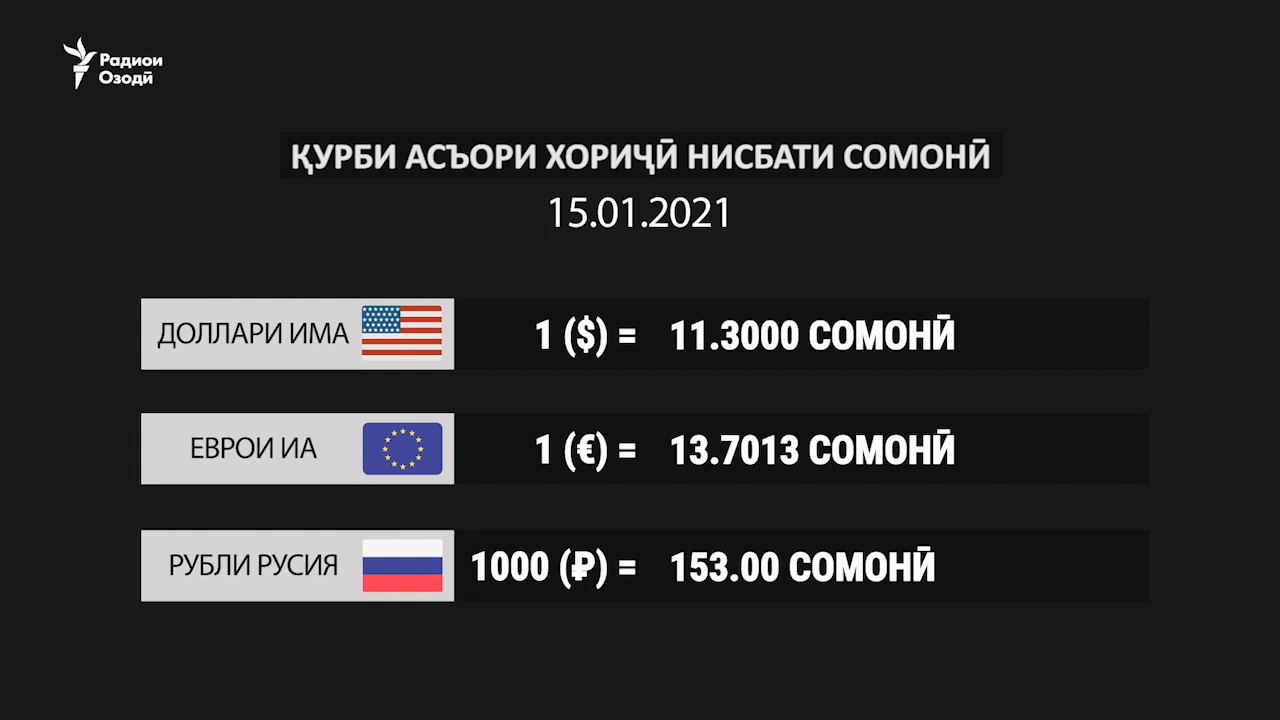 Радиои
Озодӣ
ҚУРБИ АСЪОРИ ХОРИҶӢ НИСБАТИ СОМОНӢ
15.01.2021
ДОЛЛАРИ ИМА 1 ($) = 11.3000 СОМОНӢ
ЕВРОИ ИА 1 (€) = 13.7013 СОМОНӢ
РУБЛИ РУСИЯ 1000 (₽) = 153.00 СОМОНӢ